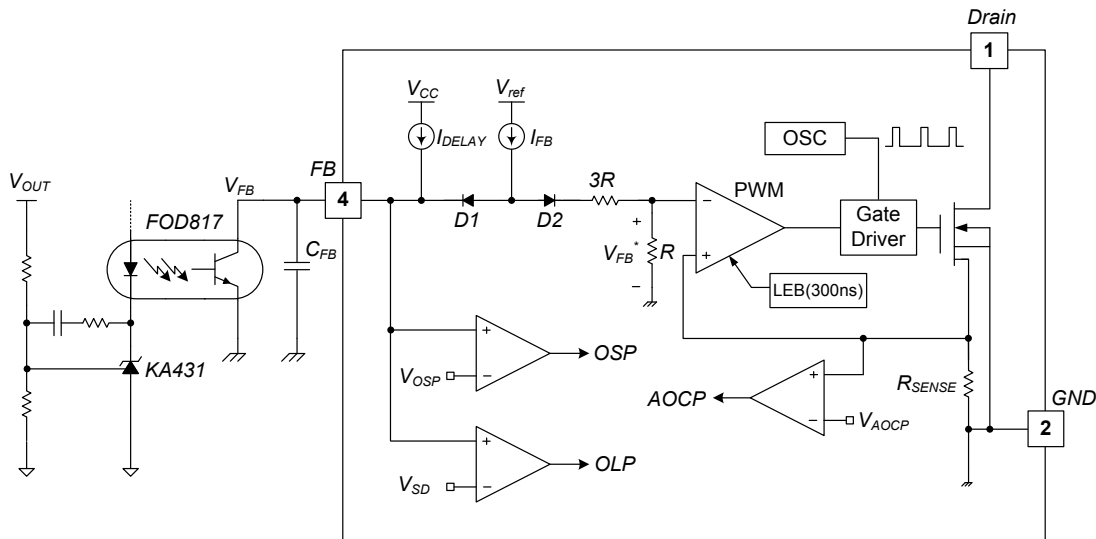 Drain
1
V_CC
V_ref
I_DELAY
I_FB
OSC
FB
4
3R
PWM
V_OUT
V_FB
FOD817
D1
D2
−
+
Gate
Driver
C_FB
+
V_FB*
−
R
LEB(300ns)
KA431
+
−
OSP
V_OSP
AOCP
+
−
V_AOCP
R_SENSE
GND
2
+
−
OLP
V_SD